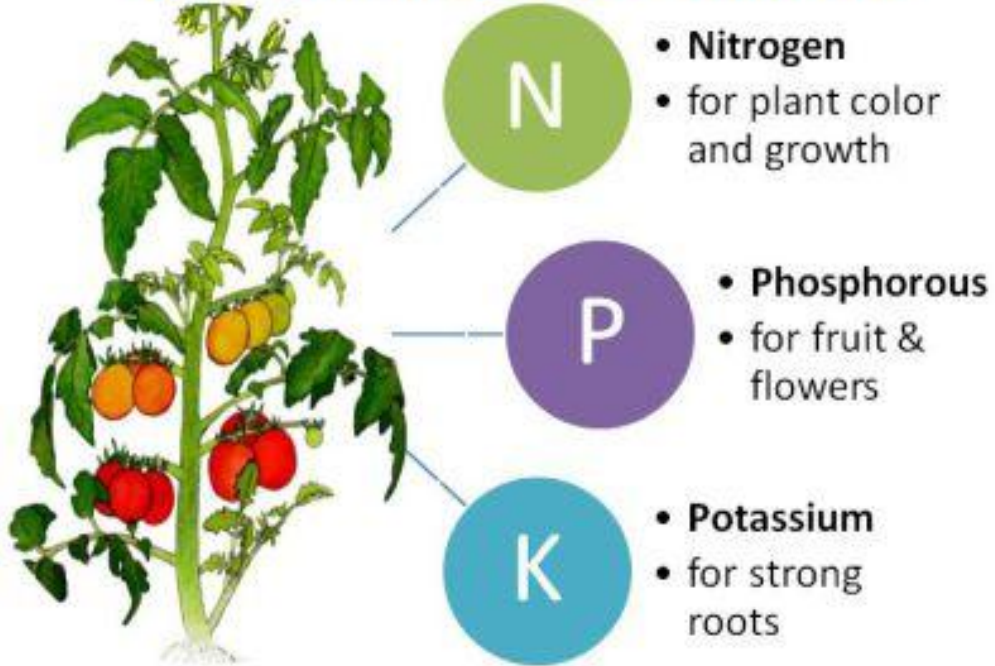 N
• Nitrogen
• for plant color
and growth
P
• Phosphorous
• for fruit &
flowers
K
• Potassium
• for strong
roots